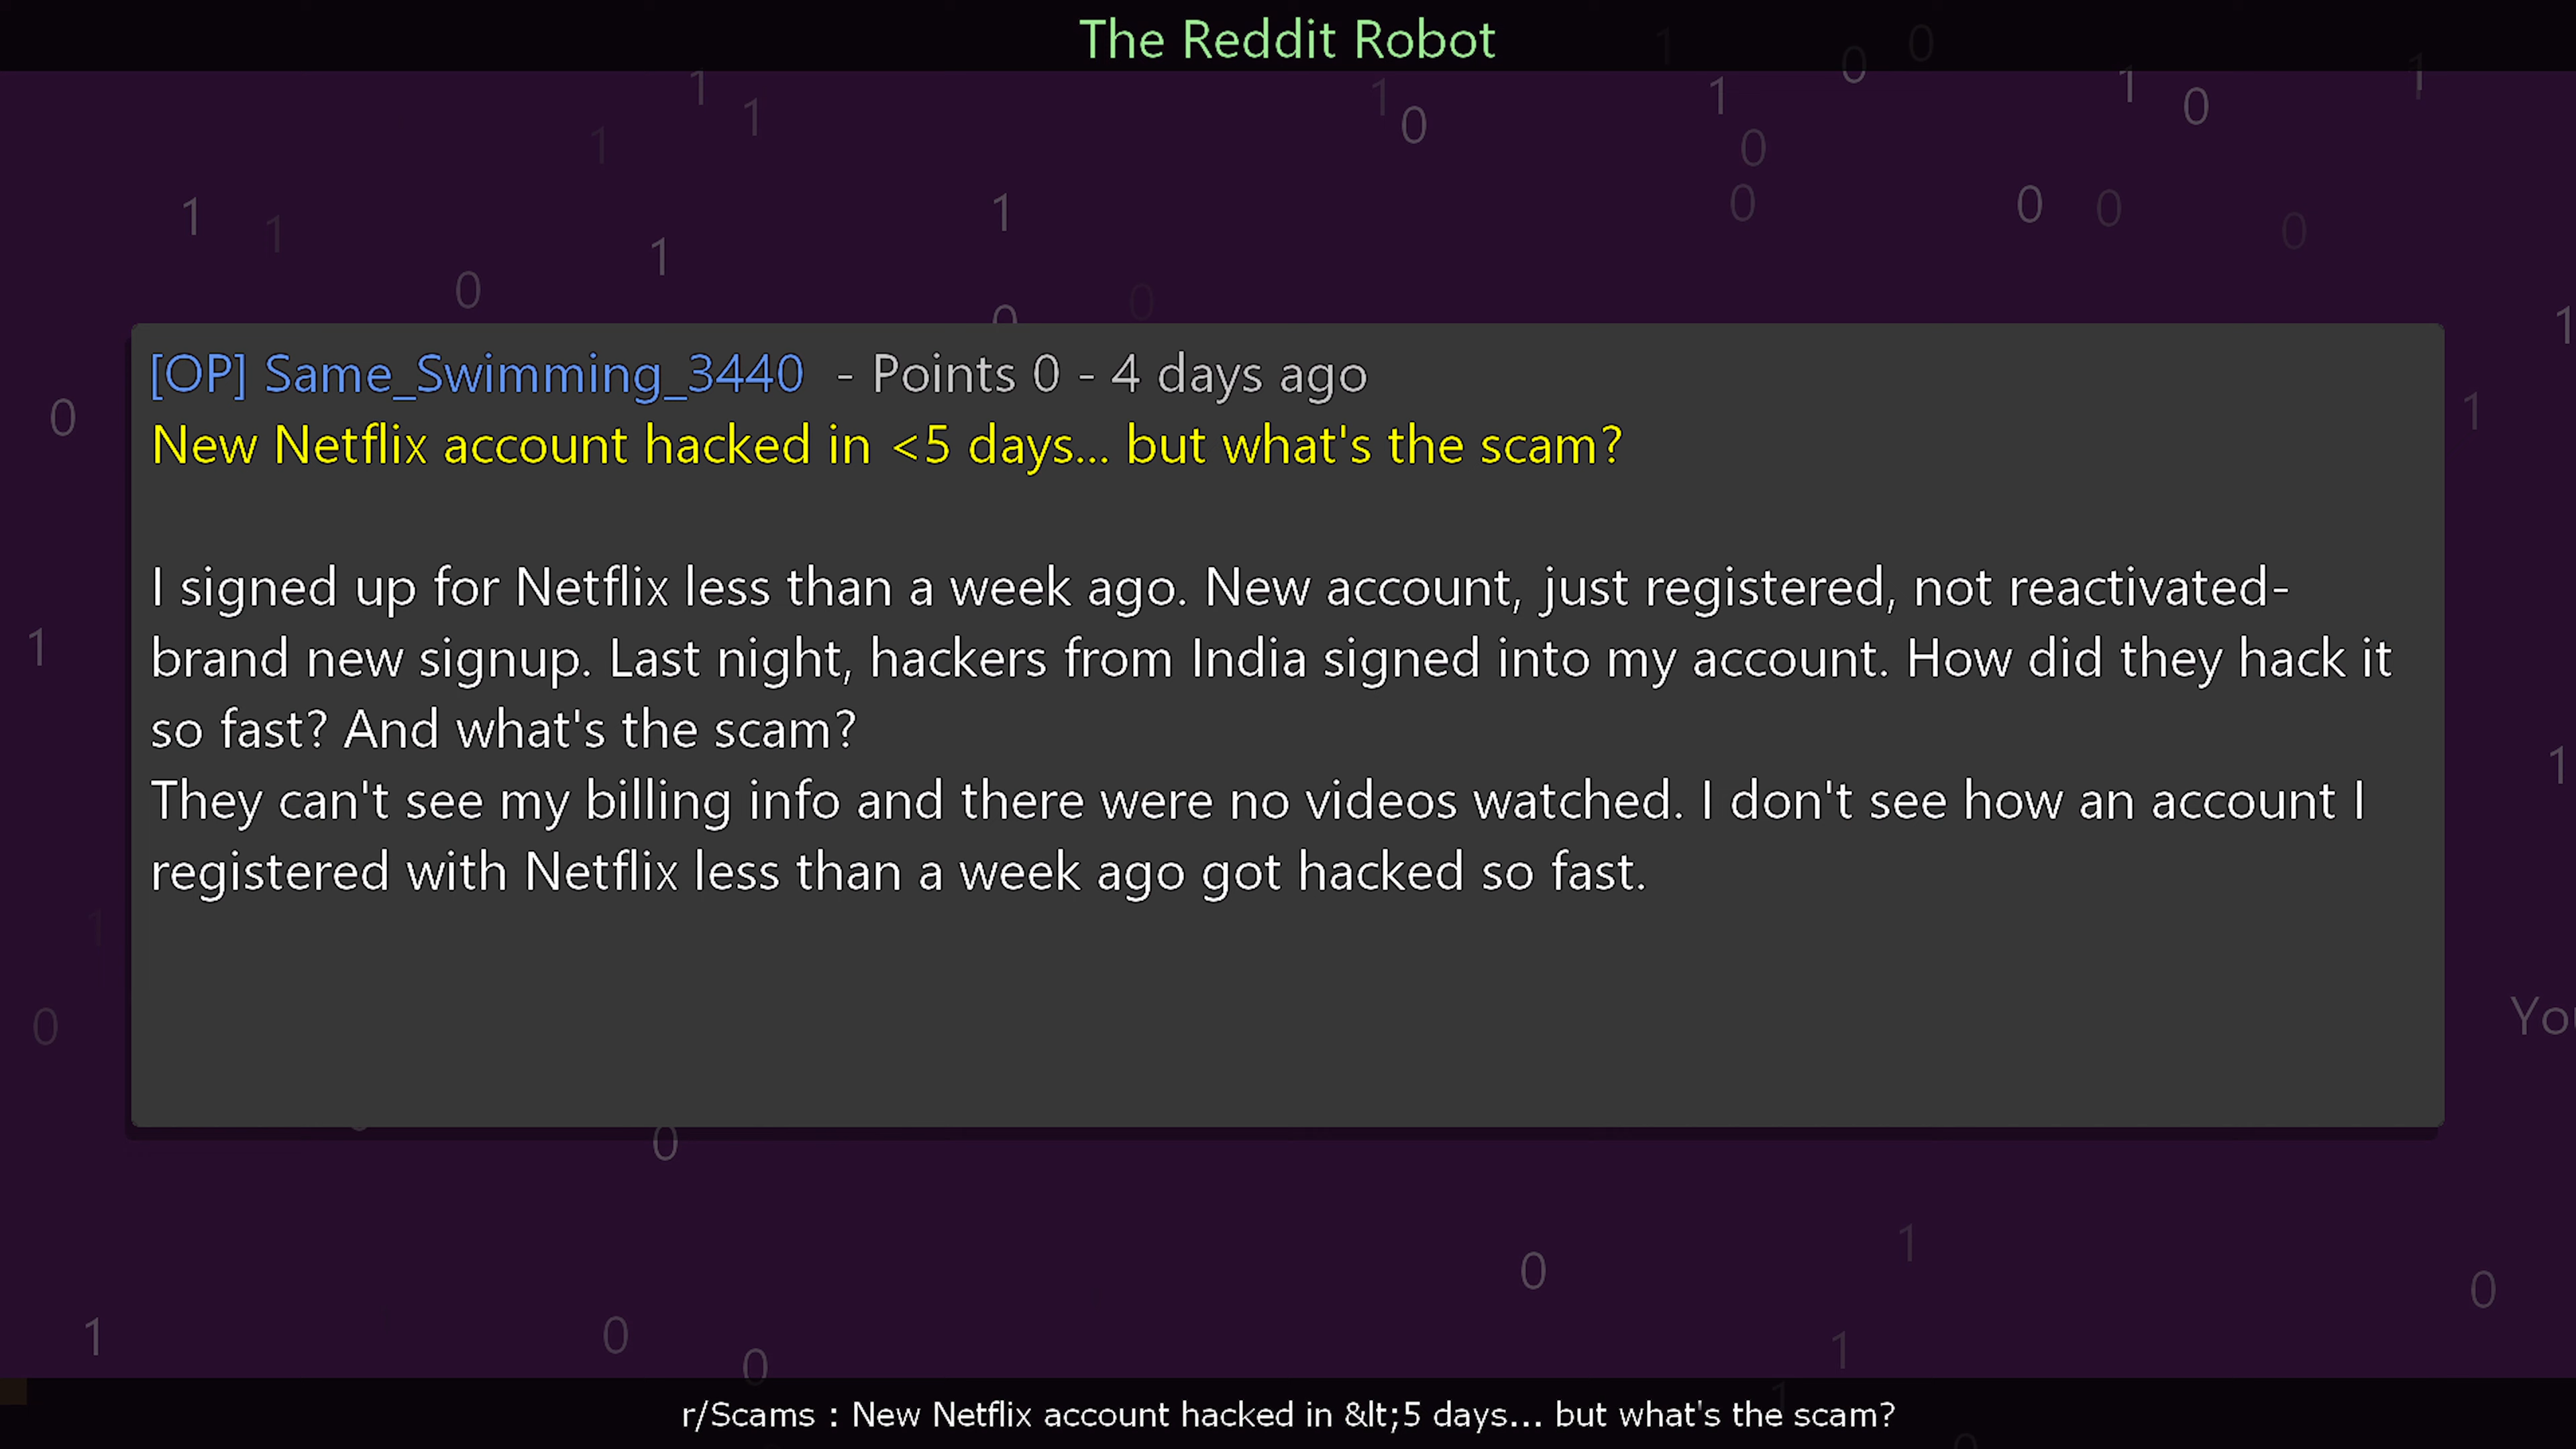 The Reddit Robot
[OP] Same_Swimming_3440 - Points 0 - 4 days ago
New Netflix account hacked in <5 days... but what's the scam?
I signed up for Netflix less than a week ago. New account, just registered, not reactivated-
brand new signup. Last night, hackers from India signed into my account. How did they hack it
so fast? And what's the scam?
They can't see my billing info and there were no videos watched. I don't see how an account I
registered with Netflix less than a week ago got hacked so fast.
r/Scams : New Netflix account hacked in &lt;5 days... but what's the scam?